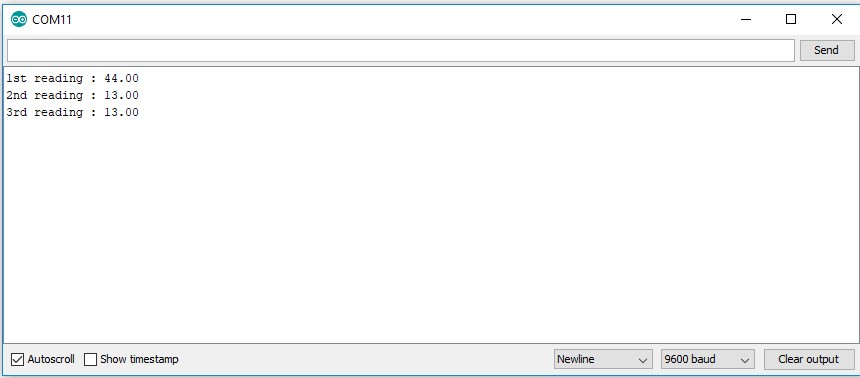 COM11
Send
1st reading : 44.00
2nd reading : 13.00
3rd reading : 13.00
Autoscroll Show timestamp Newline 9600 baud Clear output